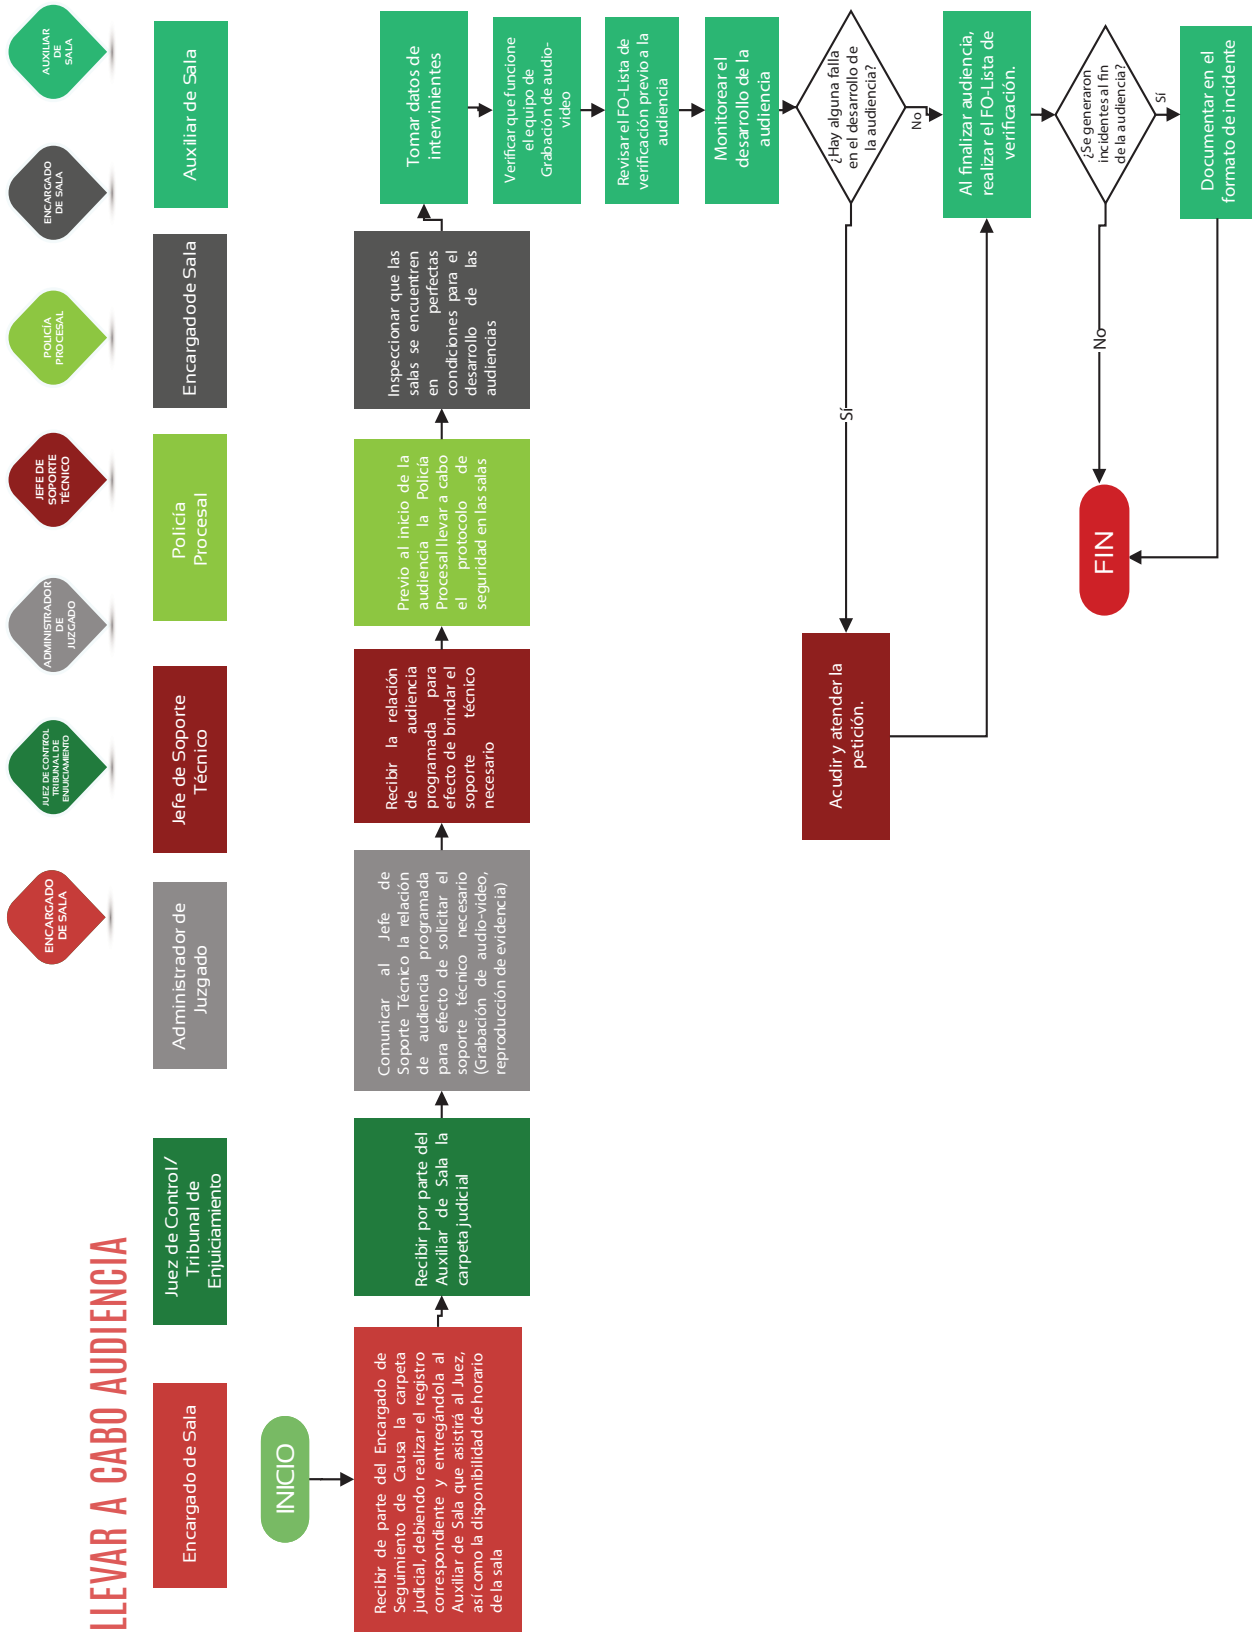 LLEVAR A CABO AUDIENCIA
ENCARGADO
DE SALA
JUEZ DE CONTROL
TRIBUNAL DE
ENJUICIAMIENTO
ADMINISTRADOR
DE
JUZGADO
JEFE DE
SOPORTE
TÉCNICO
POLICÍA
PROCESAL
ENCARGADO
DE SALA
AUXILIAR
DE
SALA
Encargado de Sala
Juez de Control/
Tribunal de
Enjuiciamiento
Administrador de
Juzgado
Jefe de Soporte
Técnico
Policía
Procesal
Encargado de Sala
Auxiliar de Sala
INICIO
Recibir de parte del Encargado de
Seguimiento de Causa la carpeta
judicial, debiendo realizar el registro
correspondiente y entregándola al
Auxiliar de Sala que asistirá al Juez,
así como la disponibilidad de horario
de la sala
Recibir por parte del
Auxiliar de Sala la
carpeta judicial
Comunicar al Jefe de
Soporte Técnico la relación
de audiencia programada
para efecto de solicitar el
soporte técnico necesario
(Grabación de audio-video,
reproducción de evidencia)
Recibir la relación
de audiencia
programada para
efecto de brindar el
soporte técnico
necesario
Previo al inicio de la
audiencia la Policía
Procesal llevar a cabo
el protocolo de
seguridad en las salas
Inspeccionar que las
salas se encuentren
en perfectas
condiciones para el
desarrollo de las
audiencias
Tomar datos de
intervinientes
Verificar que funcione
el equipo de
Grabación de audio-
video
Revisar el FO-Lista de
verificación previo a la
audiencia
Monitorear el
desarrollo de la
audiencia
¿Hay alguna falla
en el desarrollo de
la audiencia?
Sí
No
Acudir y atender la
petición.
Al finalizar audiencia,
realizar el FO-Lista de
verificación.
¿Se generaron
incidentes al fin
de la audiencia?
No
Sí
FIN
Documentar en el
formato de incidente